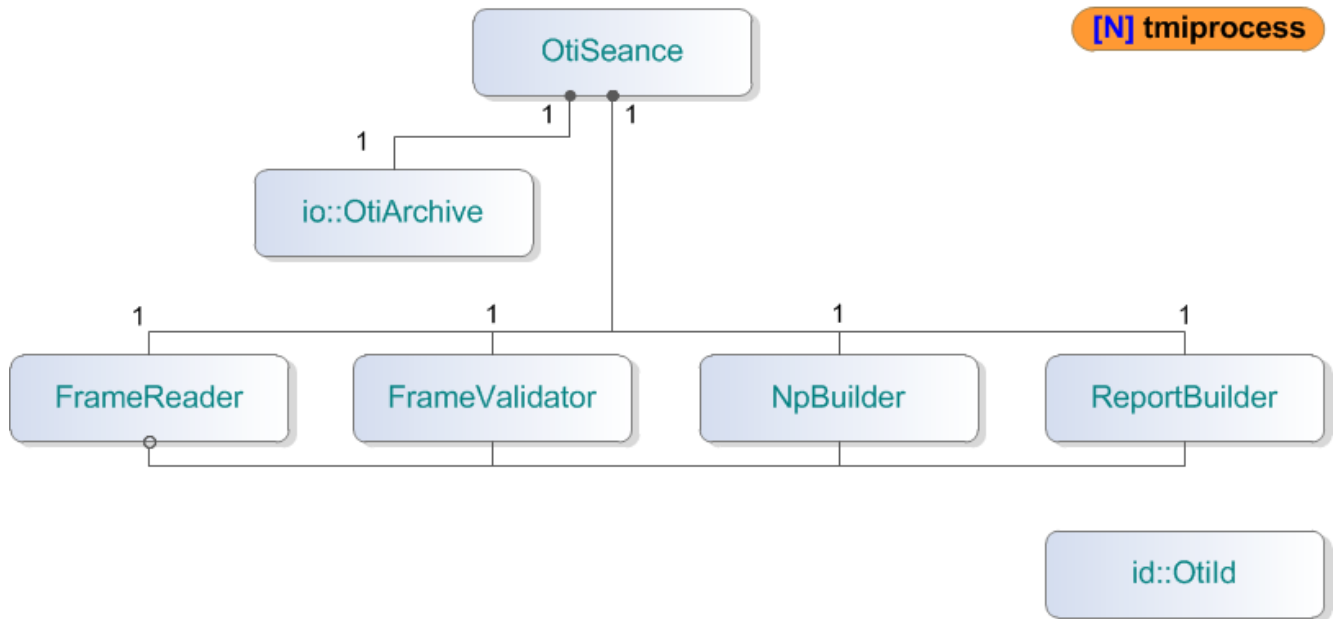 OtiSeance
[N] tmiprocess
1 1
1
io::OtiArchive
1 1 1 1
FrameReader FrameValidator NpBuilder ReportBuilder
id::OtiId